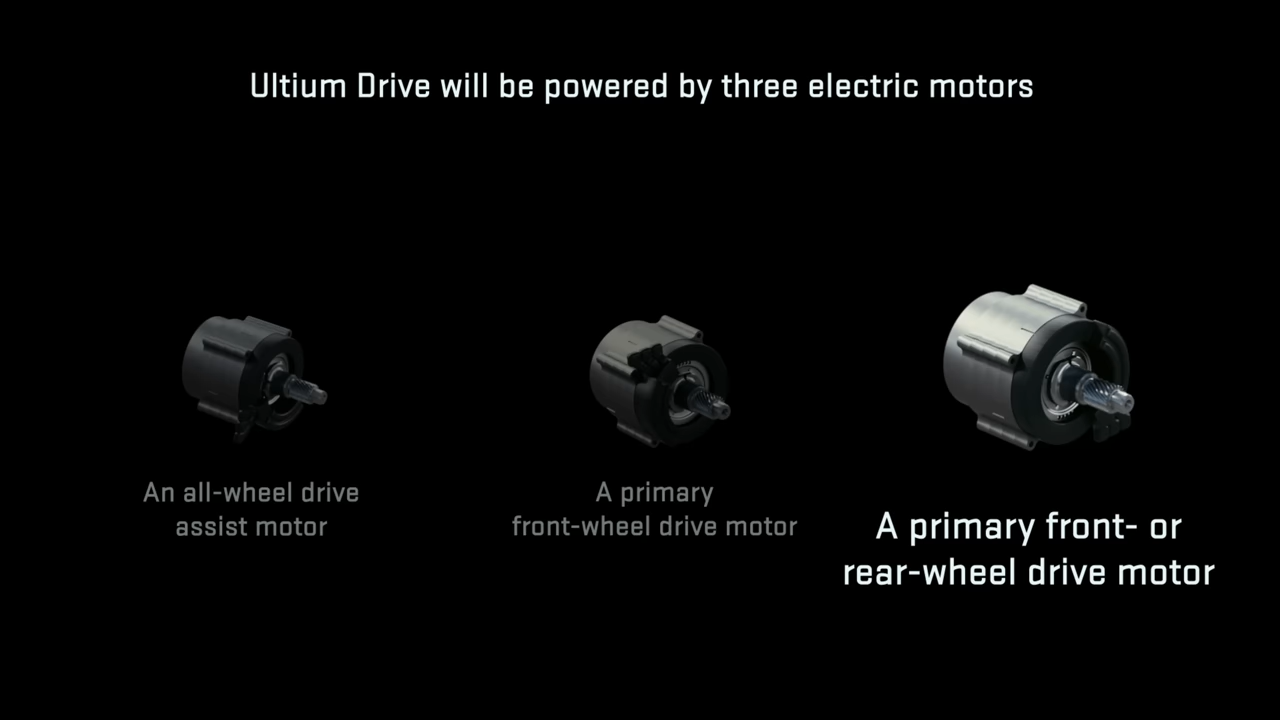 Ultium Drive will be powered by three electric motors
An all-wheel drive
assist motor
A primary
front-wheel drive motor
A primary front- or
rear-wheel drive motor